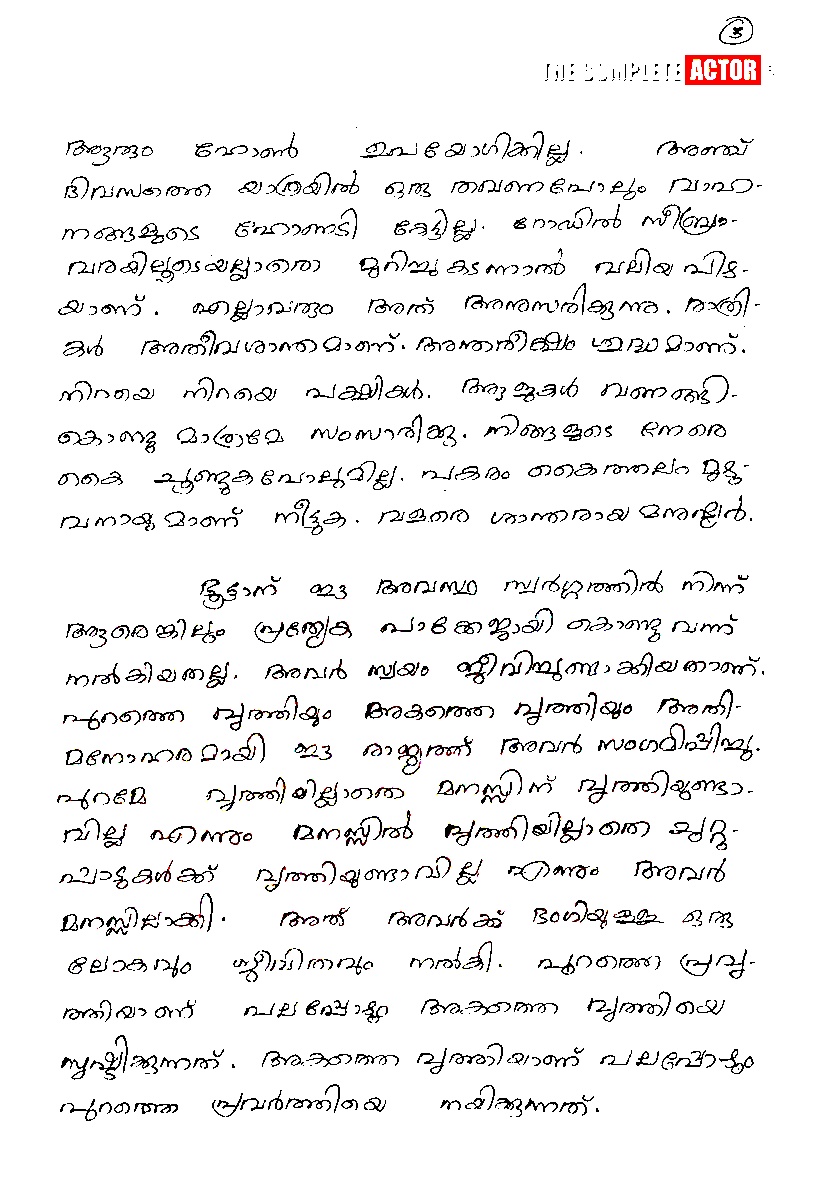 3
THE COMPLETE ACTOR
ആരും ഹോൺ ഉപയോഗിക്കില്ല. അഞ്ച്
ദിവസത്തെ യാത്രയിൽ ഒരു തവണപോലും വാഹ-
നങ്ങളുടെ ഹോണടി കേട്ടില്ല. റോഡിൽ സീബ്രാ-
വരയിലൂടെയല്ലാതെ മുറിച്ചുകടന്നാൽ വലിയ പിഴ-
യാണ്. എല്ലാവരും അത് അനുസരിക്കുന്നു. രാത്രി-
കൾ അതീവശാന്തമാണ്. അന്തരീക്ഷം ശുദ്ധമാണ്.
നിറയെ നിറയെ പക്ഷികൾ. ആളുകൾ വണങ്ങി-
കൊണ്ടു മാത്രമേ സംസാരിക്കൂ. നിങ്ങളുടെ നേരെ
കൈ ചൂണ്ടുകപോലുമില്ല. പകരം കൈത്തലം മുഴു-
വനായുമാണ് നീട്ടുക. വളരെ ശാന്തരായ മനുഷ്യർ.
ഭൂട്ടാന് ഈ അവസ്ഥ സ്വർഗ്ഗത്തിൽ നിന്ന്
ആരെങ്കിലും പ്രത്യേക പാക്കേജായി കൊണ്ടു വന്ന്
നൽകിയതല്ല. അവർ സ്വയം ജീവിച്ചുണ്ടാക്കിയതാണ്.
പുറത്തെ വൃത്തിയും അകത്തെ വൃത്തിയും അതി-
മനോഹരമായി ഈ രാജ്യത്ത് അവർ സംഗമിപ്പിച്ചു.
പുറമേ വൃത്തിയില്ലാതെ മനസ്സിന് വൃത്തിയുണ്ടാ-
വില്ല എന്നും മനസ്സിൽ വൃത്തിയില്ലാതെ ചുറ്റു-
പാടുകൾക്ക് വൃത്തിയുണ്ടാവില്ല എന്നും അവർ
മനസ്സിലാക്കി. അത് അവർക്ക് ഭംഗിയുള്ള ഒരു
ലോകവും ജീവിതവും നൽകി. പുറത്തെ പ്രവൃ-
ത്തിയാണ് പലപ്പോഴും അകത്തെ വൃത്തിയെ
സൃഷ്ടിക്കുന്നത്. അകത്തെ വൃത്തിയാണ് പലപ്പോഴും
പുറത്തെ പ്രവർത്തിയെ നയിക്കുന്നത്.